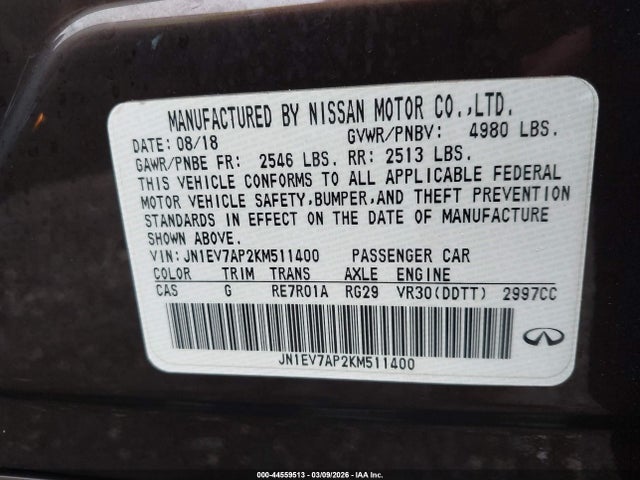 MANUFACTURED BY NISSAN MOTOR CO.,LTD.
DATE: 08/18 GVWR/PNBV: 4980 LBS.
GAWR/PNBE FR: 2546 LBS. RR: 2513 LBS.
THIS VEHICLE CONFORMS TO ALL APPLICABLE FEDERAL
MOTOR VEHICLE SAFETY,BUMPER,AND THEFT PREVENTION
STANDARDS IN EFFECT ON THE DATE OF MANUFACTURE
SHOWN ABOVE.
VIN: JN1EV7AP2KM511400 PASSENGER CAR
COLOR TRIM TRANS AXLE ENGINE
CAS G RE7R01A RG29 VR30(DDTT) 2997CC
JN1EV7AP2KM511400
INFINITI
000-44559513 | 03/09/2026 | IAA Inc.